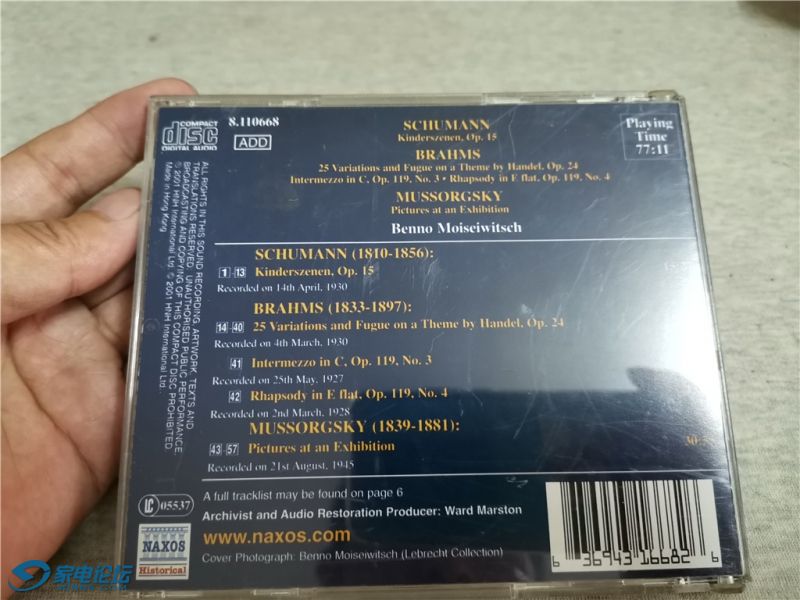 COMPACT
disc
DIGITAL AUDIO
8.110668
ADD
SCHUMANN
Kinderszenen, Op. 15
BRAHMS
25 Variations and Fugue on a Theme by Handel, Op. 24
Intermezzo in C, Op. 119, No. 3 • Rhapsody in E flat, Op. 119, No. 4
MUSSORGSKY
Pictures at an Exhibition
Benno Moiseiwitsch
Playing
Time
77:11
SCHUMANN (1810-1856):
1 - 13 Kinderszenen, Op. 15
Recorded on 14th April, 1930
BRAHMS (1833-1897):
14 - 40 25 Variations and Fugue on a Theme by Handel, Op. 24
Recorded on 4th March, 1930
41 Intermezzo in C, Op. 119, No. 3
Recorded on 25th May, 1927
42 Rhapsody in E flat, Op. 119, No. 4
Recorded on 2nd March, 1928
MUSSORGSKY (1839-1881):
43 - 57 Pictures at an Exhibition
Recorded on 21st August, 1945
ALL RIGHTS IN THIS SOUND RECORDING, ARTWORK, TEXTS AND
TRANSLATIONS RESERVED. UNAUTHORISED PUBLIC PERFORMANCE,
BROADCASTING AND COPYING OF THIS COMPACT DISC PROHIBITED.
℗ 2001 HNH International Ltd. © 2001 HNH International Ltd.
Made in Hong Kong
LC 05537
A full tracklist may be found on page 6
Archivist and Audio Restoration Producer: Ward Marston
www.naxos.com
Cover Photograph: Benno Moiseiwitsch (Lebrecht Collection)
NAXOS
Historical
6 36943 16682 6
家电论坛